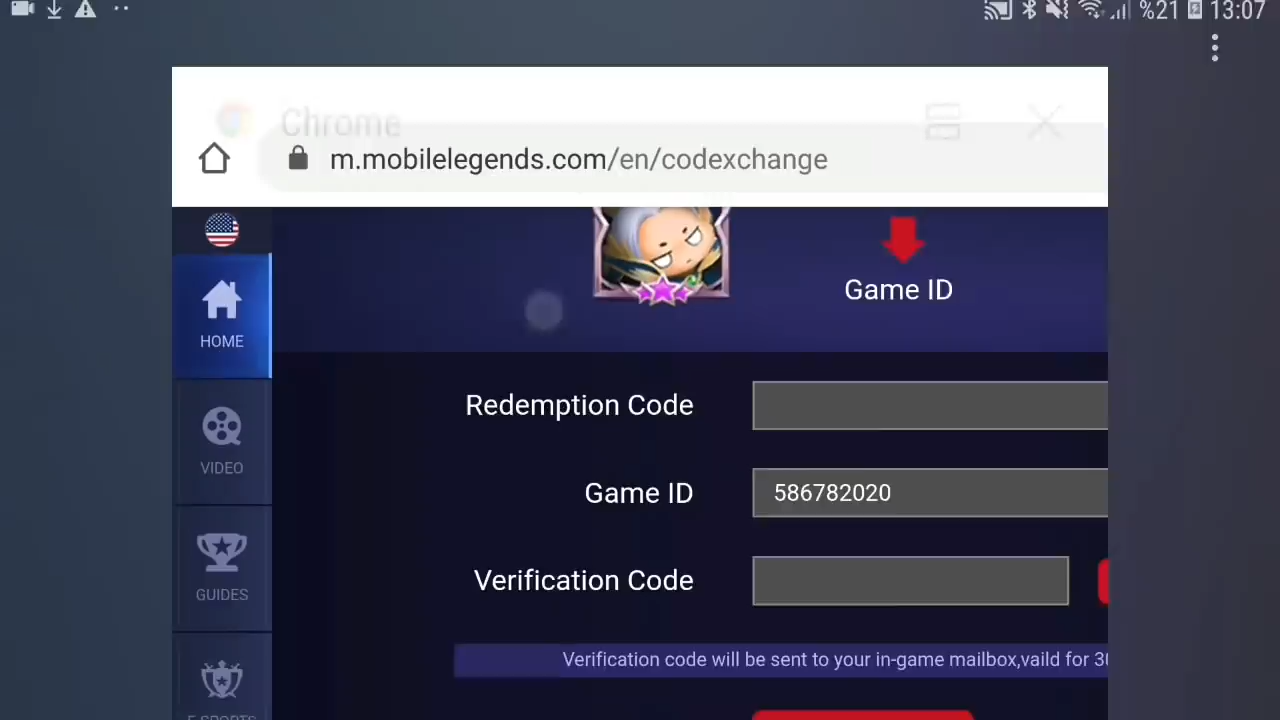 %21 13:07
Chrome
m.mobilelegends.com/en/codexchange
Game ID
HOME
Redemption Code
VIDEO
Game ID 586782020
GUIDES
Verification Code
Verification code will be sent to your in-game mailbox,vaild for
E-SPORTS